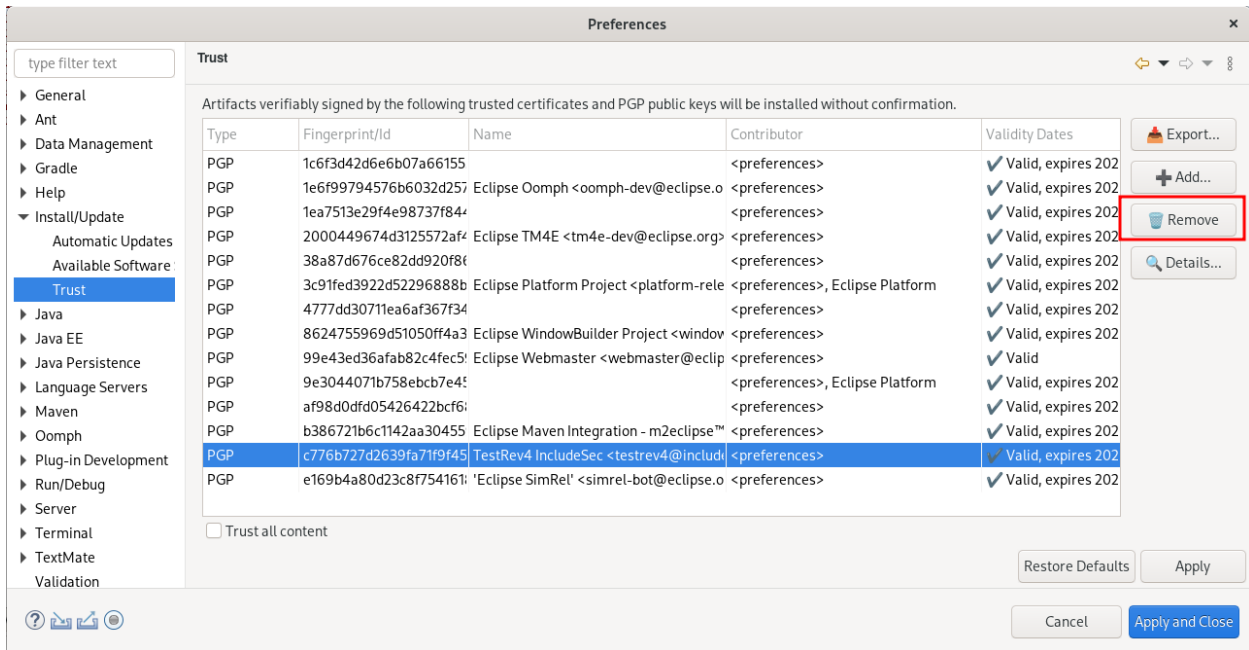 Preferences
type filter text
Trust
General
Ant
Data Management
Gradle
Help
Install/Update
Automatic Updates
Available Software
Trust
Java
Java EE
Java Persistence
Language Servers
Maven
Oomph
Plug-in Development
Run/Debug
Server
Terminal
TextMate
Validation
Artifacts verifiably signed by the following trusted certificates and PGP public keys will be installed without confirmation.
Type Fingerprint/Id Name Contributor Validity Dates
PGP 1c6f3d42d6e6b07a66155 <preferences> ✔ Valid, expires 202
PGP 1e6f99794576b6032d257 Eclipse Oomph <oomph-dev@eclipse.o <preferences> ✔ Valid, expires 202
PGP 1ea7513e29f4e98737f844 <preferences> ✔ Valid, expires 202
PGP 2000449674d3125572af4 Eclipse TM4E <tm4e-dev@eclipse.org> <preferences> ✔ Valid, expires 202
PGP 38a87d676ce82dd920f86 <preferences> ✔ Valid, expires 202
PGP 3c91fed3922d52296888b Eclipse Platform Project <platform-rele <preferences>, Eclipse Platform ✔ Valid, expires 202
PGP 4777dd30711ea6af367f34 <preferences> ✔ Valid, expires 202
PGP 8624755969d51050ff4a3 Eclipse WindowBuilder Project <window <preferences> ✔ Valid, expires 202
PGP 99e43ed36afab82c4fec5 Eclipse Webmaster <webmaster@eclip <preferences> ✔ Valid
PGP 9e3044071b758ebcb7e45 <preferences>, Eclipse Platform ✔ Valid, expires 202
PGP af98d0dfd05426422bcf6 <preferences> ✔ Valid, expires 202
PGP b386721b6c1142aa30455 Eclipse Maven Integration - m2eclipse™ <preferences> ✔ Valid, expires 202
PGP c776b727d2639fa71f9f45 TestRev4 IncludeSec <testrev4@include <preferences> ✔ Valid, expires 202
PGP e169b4a80d23c8f754161 'Eclipse SimRel' <simrel-bot@eclipse.o <preferences> ✔ Valid, expires 202
Trust all content
Export...
Add...
Remove
Details...
Restore Defaults
Apply
Cancel
Apply and Close